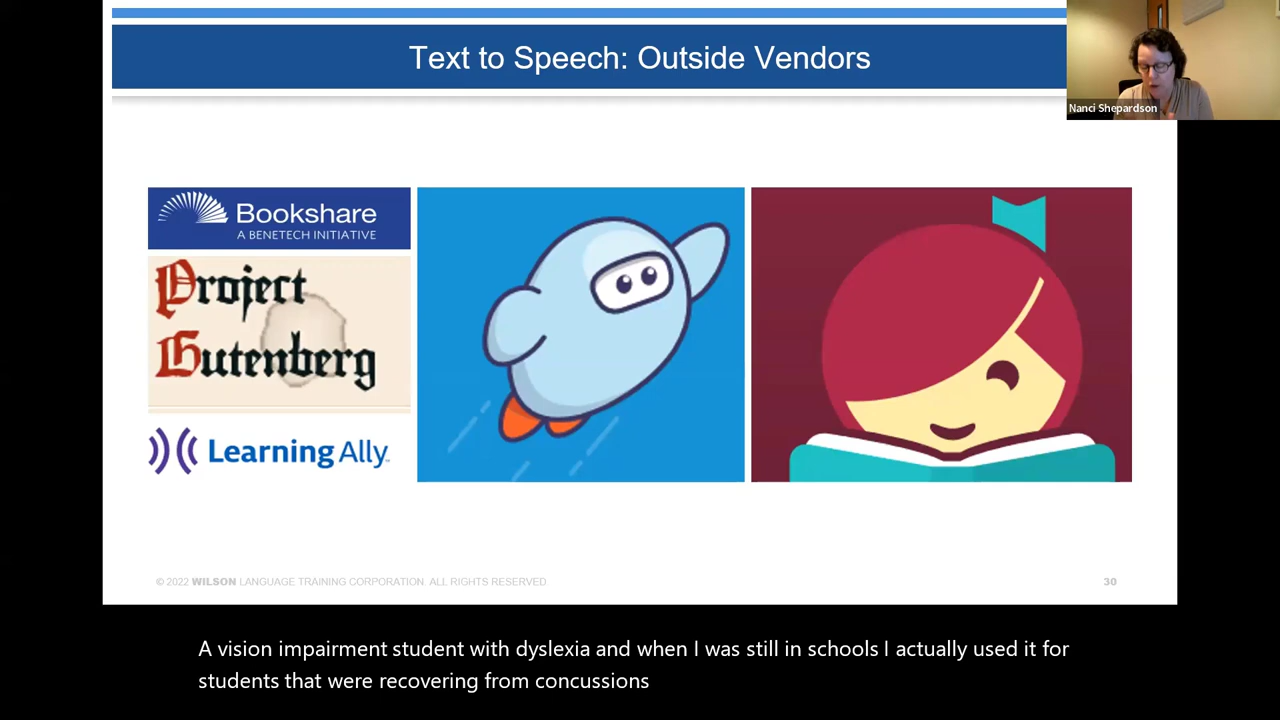 Text to Speech: Outside Vendors
Nanci Shepardson
Bookshare
A BENETECH INITIATIVE
Project
Gutenberg
Learning Ally
© 2022 WILSON LANGUAGE TRAINING CORPORATION. ALL RIGHTS RESERVED
30
A vision impairment student with dyslexia and when I was still in schools I actually used it for
students that were recovering from concussions